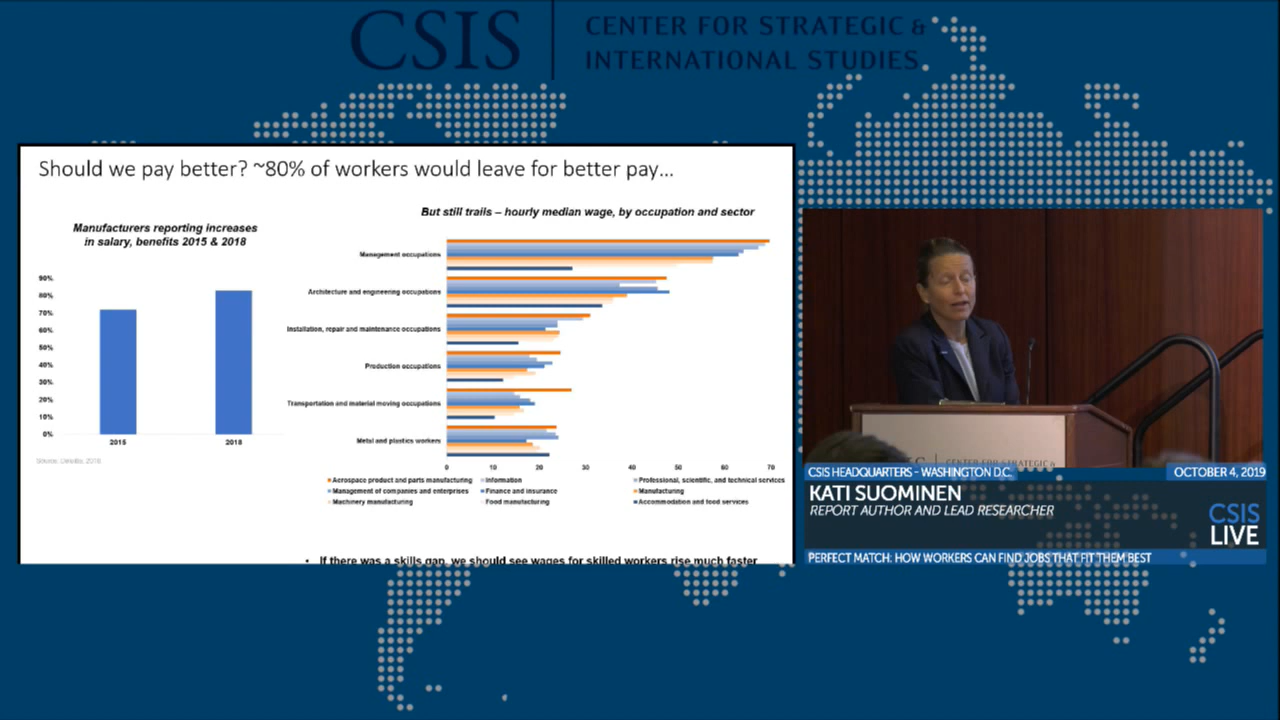 CSIS
CENTER FOR STRATEGIC &
INTERNATIONAL STUDIES
Should we pay better? ~80% of workers would leave for better pay...
Manufacturers reporting increases
in salary, benefits 2015 & 2018
90%
80%
70%
60%
50%
40%
30%
20%
10%
0%
2015
2018
Source: Deloitte, 2018
But still trails – hourly median wage, by occupation and sector
Management occupations
Architecture and engineering occupations
Installation, repair and maintenance occupations
Production occupations
Transportation and material moving occupations
Metal and plastics workers
0 10 20 30 40 50 60 70
Aerospace product and parts manufacturing Information Professional, scientific, and technical services
Management of companies and enterprises Finance and insurance Manufacturing
Machinery manufacturing Food manufacturing Accommodation and food services
• If there was a skills gap, we should see wages for skilled workers rise much faster
CENTER FOR STRATEGIC &
CSIS HEADQUARTERS - WASHINGTON D.C.
OCTOBER 4, 2019
KATI SUOMINEN
REPORT AUTHOR AND LEAD RESEARCHER
CSIS
LIVE
PERFECT MATCH: HOW WORKERS CAN FIND JOBS THAT FIT THEM BEST